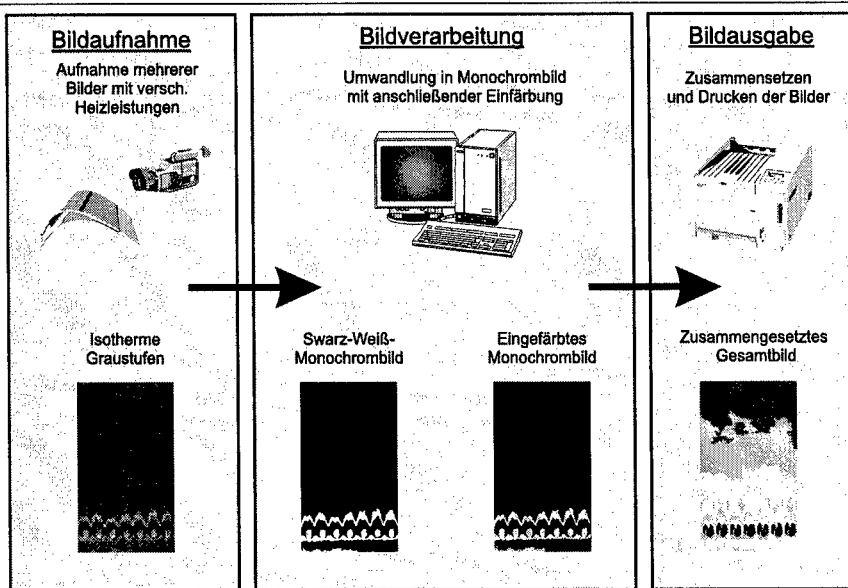 Bildaufnahme
Aufnahme mehrerer
Bilder mit versch.
Heizleistungen
Isotherme
Graustufen
Bildverarbeitung
Umwandlung in Monochrombild
mit anschließender Einfärbung
Swarz-Weiß-
Monochrombild
Eingefärbtes
Monochrombild
Bildausgabe
Zusammensetzen
und Drucken der Bilder
Zusammengesetztes
Gesamtbild